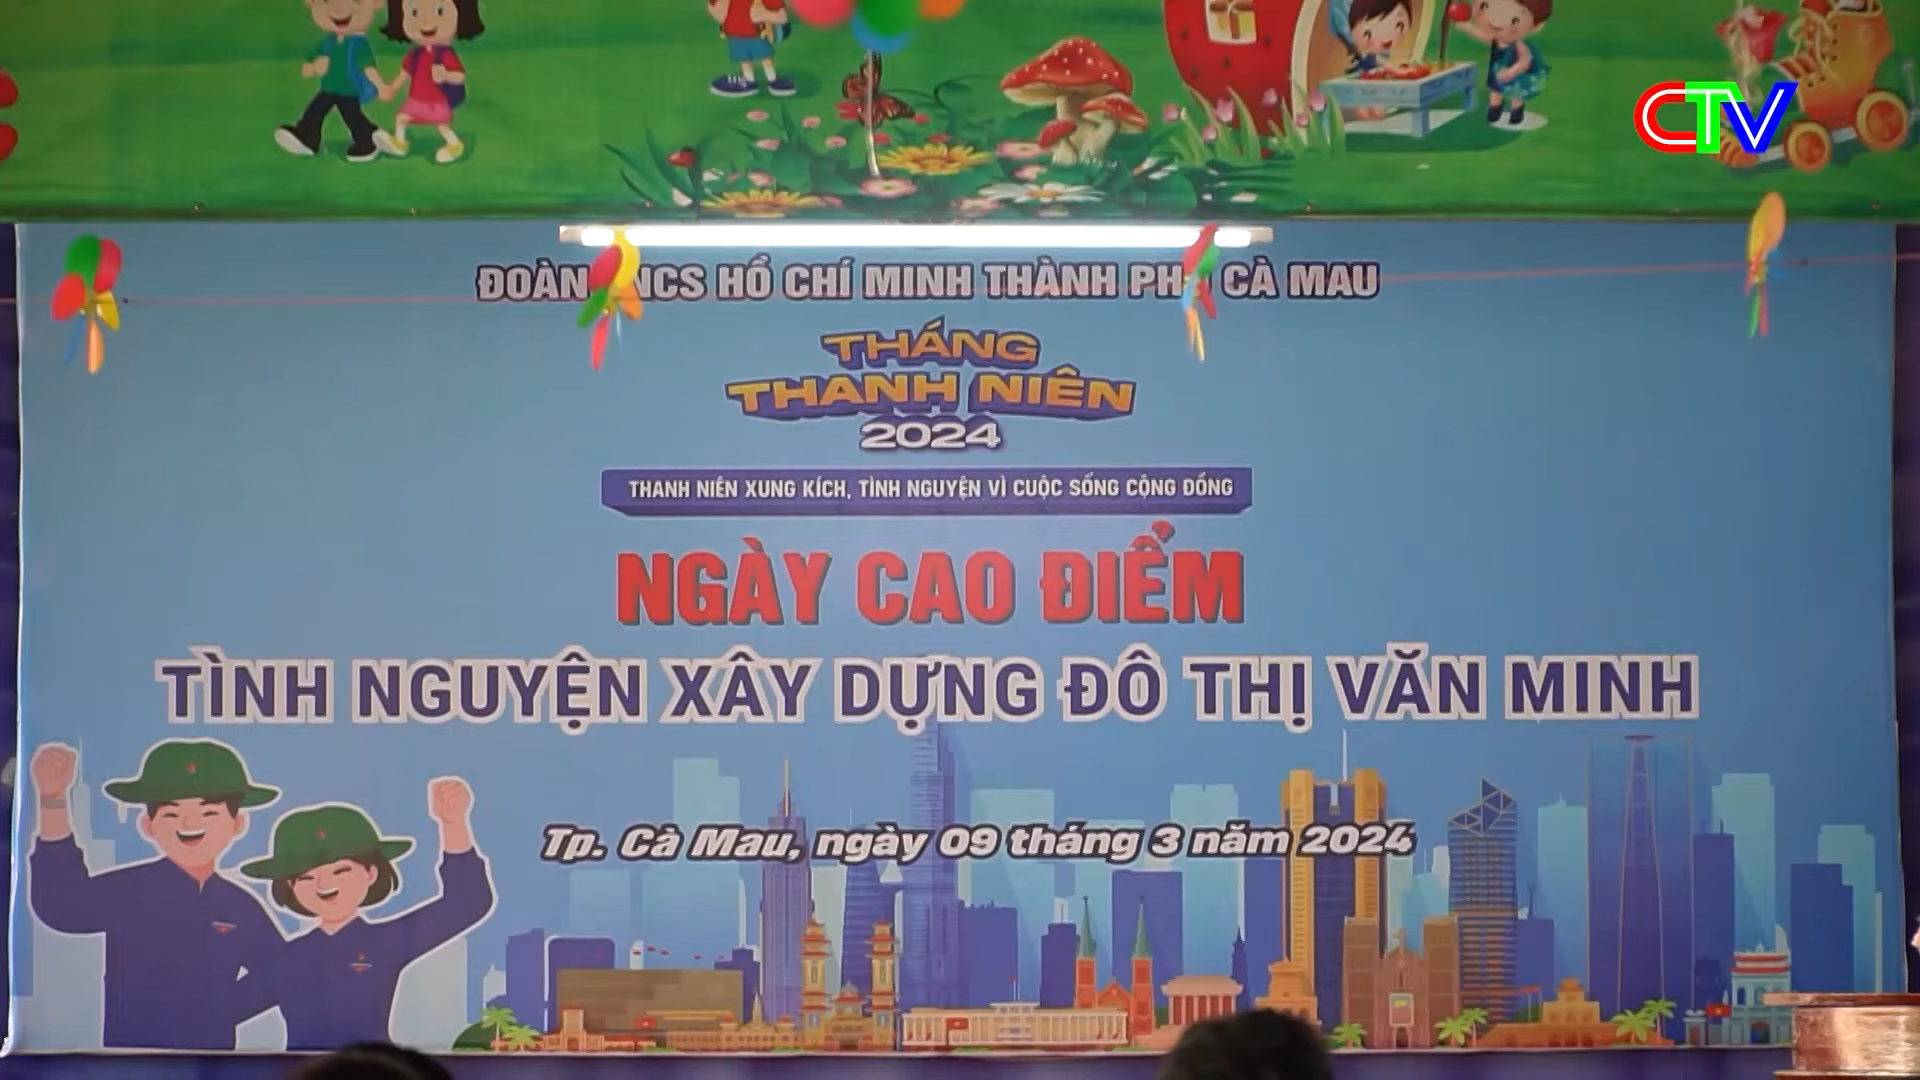 CTV
ĐOÀN HỒ CHÍ MINH THÀNH CÀ MAU
THÁNG
THANH NIÊN
2024
THANH NIÊN XUNG KÍCH, TÌNH NGUYỆN VÌ CUỘC SỐNG CỘNG ĐỒNG
NGÀY CAO ĐIỂM
TÌNH NGUYỆN XÂY DỰNG ĐÔ THỊ VĂN MINH
Tp. Cà Mau, ngày 09 tháng 3 năm 2024